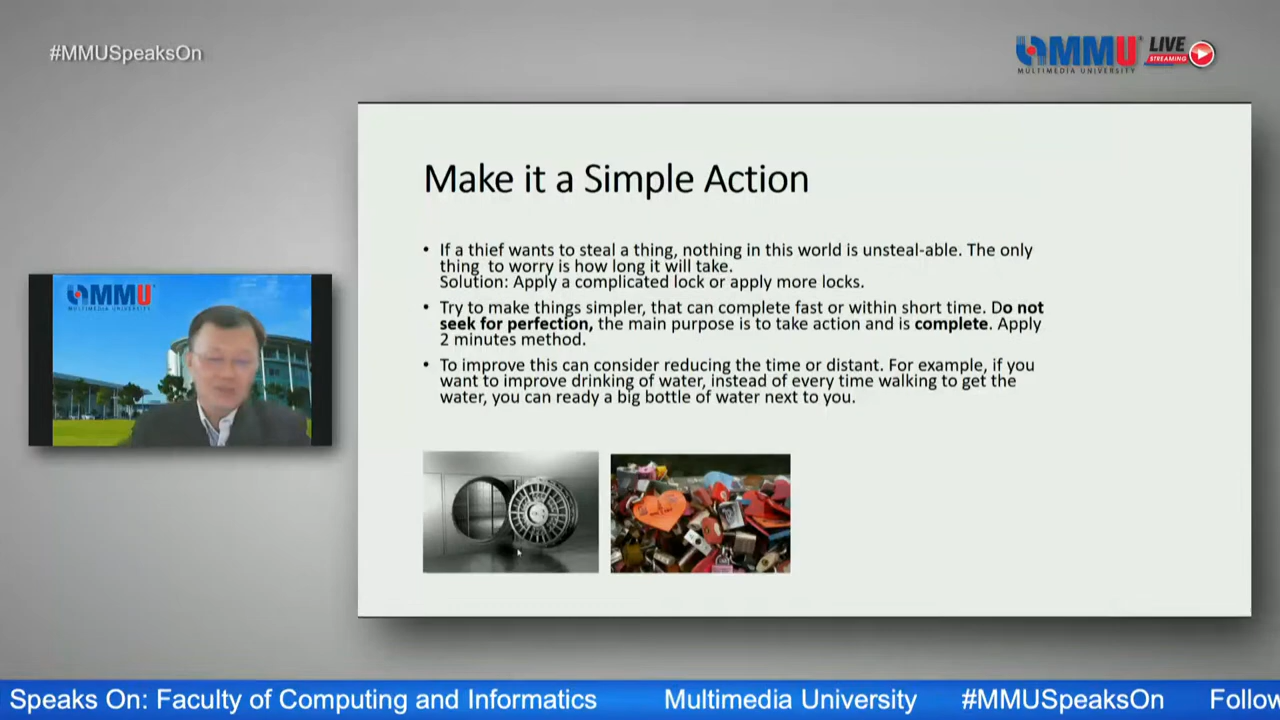 #MMUSpeaksOn
MMU
MULTIMEDIA UNIVERSITY
LIVE
STREAMING
Make it a Simple Action
• If a thief wants to steal a thing, nothing in this world is unsteal-able. The only
thing to worry is how long it will take.
Solution: Apply a complicated lock or apply more locks.
• Try to make things simpler, that can complete fast or within short time. Do not
seek for perfection, the main purpose is to take action and is complete. Apply
2 minutes method.
• To improve this can consider reducing the time or distant. For example, if you
want to improve drinking of water, instead of every time walking to get the
water, you can ready a big bottle of water next to you.
MMU
MULTIMEDIA UNIVERSITY
Speaks On: Faculty of Computing and Informatics Multimedia University #MMUSpeaksOn Follow